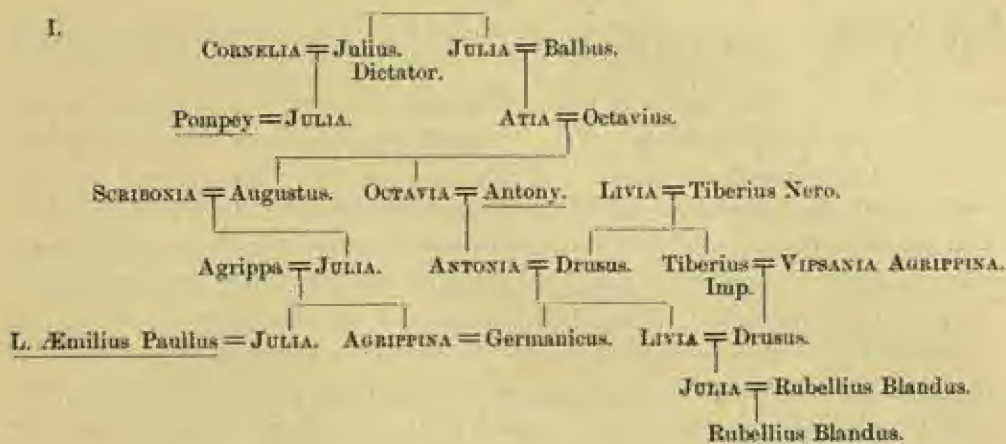 I.
CORNELIA = Julius. JULIA = Balbus.
Dictator.
Pompey = JULIA. ATIA = Octavius.
SCRIBONIA = Augustus. OCTAVIA = Antony. LIVIA = Tiberius Nero.
Agrippa = JULIA. ANTONIA = Drusus. Tiberius = VIPSANIA AGRIPPINA.
Imp.
L. Æmilius Paullus = JULIA. AGRIPPINA = Germanicus. LIVIA = Drusus.
JULIA = Rubellius Blandus.
Rubellius Blandus.